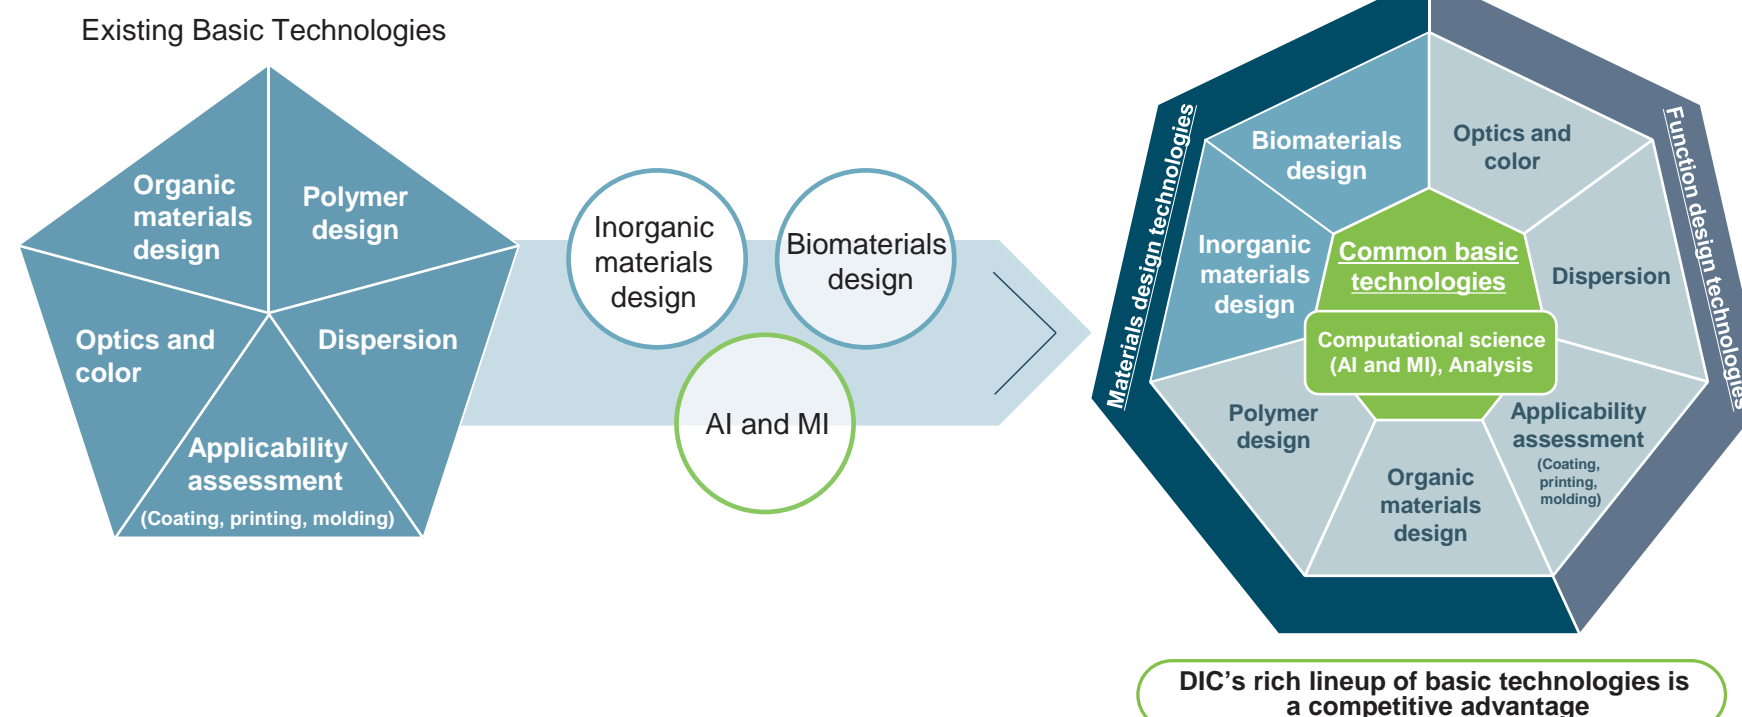 Existing Basic Technologies
Organic
materials
design
Polymer
design
Optics and
color
Dispersion
Applicability
assessment
(Coating, printing, molding)
Inorganic
materials
design
Biomaterials
design
AI and MI
Materials design technologies
Function design technologies
Biomaterials
design
Optics and
color
Inorganic
materials
design
Common basic
technologies
Dispersion
Computational science
(AI and MI), Analysis
Polymer
design
Applicability
assessment
(Coating,
printing,
molding)
Organic
materials
design
DIC’s rich lineup of basic technologies is
a competitive advantage